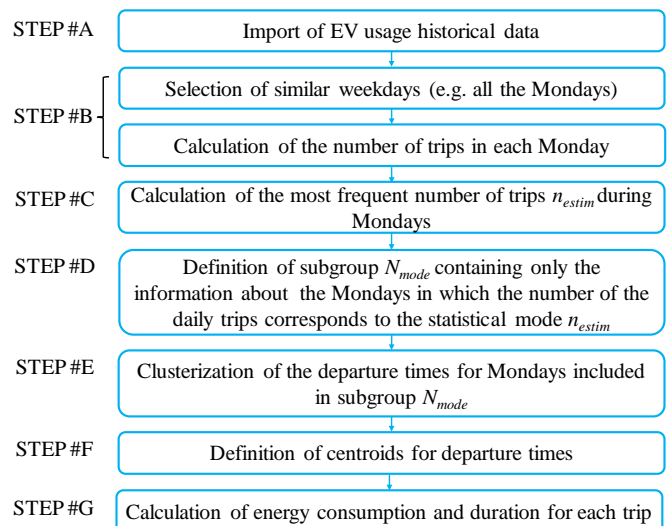 STEP #A
Import of EV usage historical data
STEP #B
Selection of similar weekdays (e.g. all the Mondays)
Calculation of the number of trips in each Monday
STEP #C
Calculation of the most frequent number of trips n_estim during
Mondays
STEP #D
Definition of subgroup N_mode containing only the
information about the Mondays in which the number of the
daily trips corresponds to the statistical mode n_estim
STEP #E
Clusterization of the departure times for Mondays included
in subgroup N_mode
STEP #F
Definition of centroids for departure times
STEP #G
Calculation of energy consumption and duration for each trip